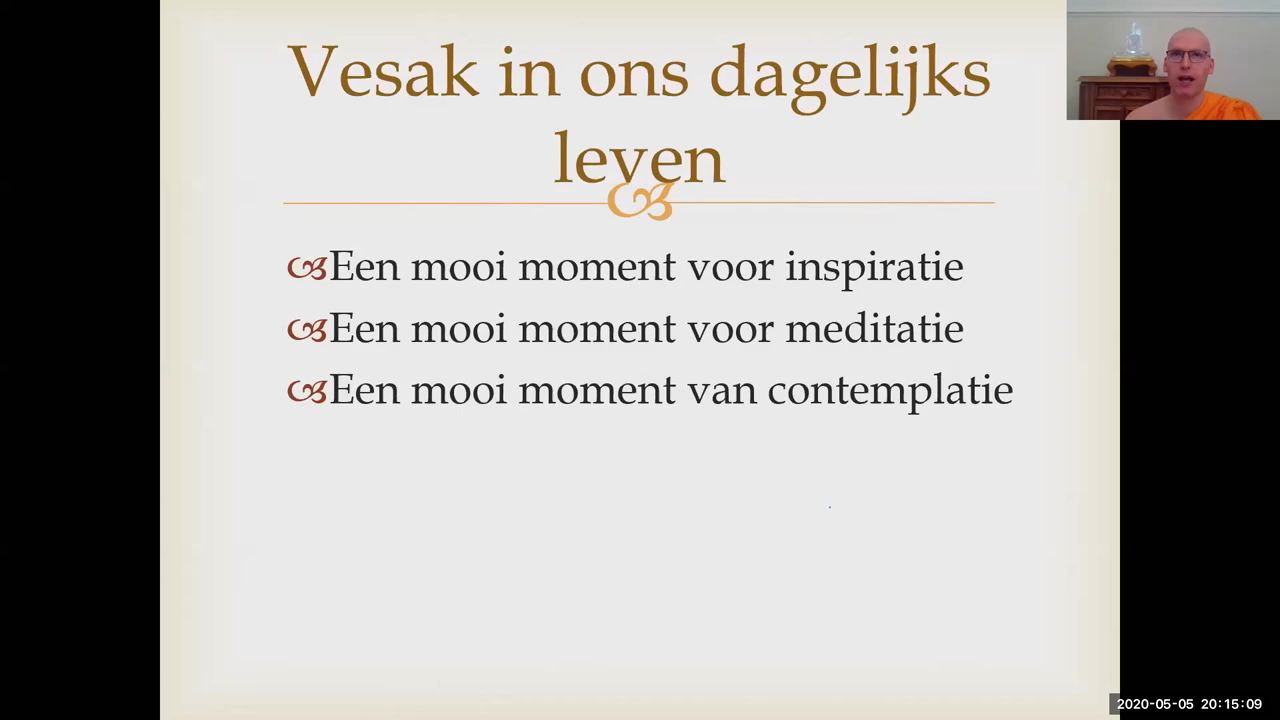 Vesak in ons dagelijks
leven
Een mooi moment voor inspiratie
Een mooi moment voor meditatie
Een mooi moment van contemplatie
2020-05-05 20:15:09